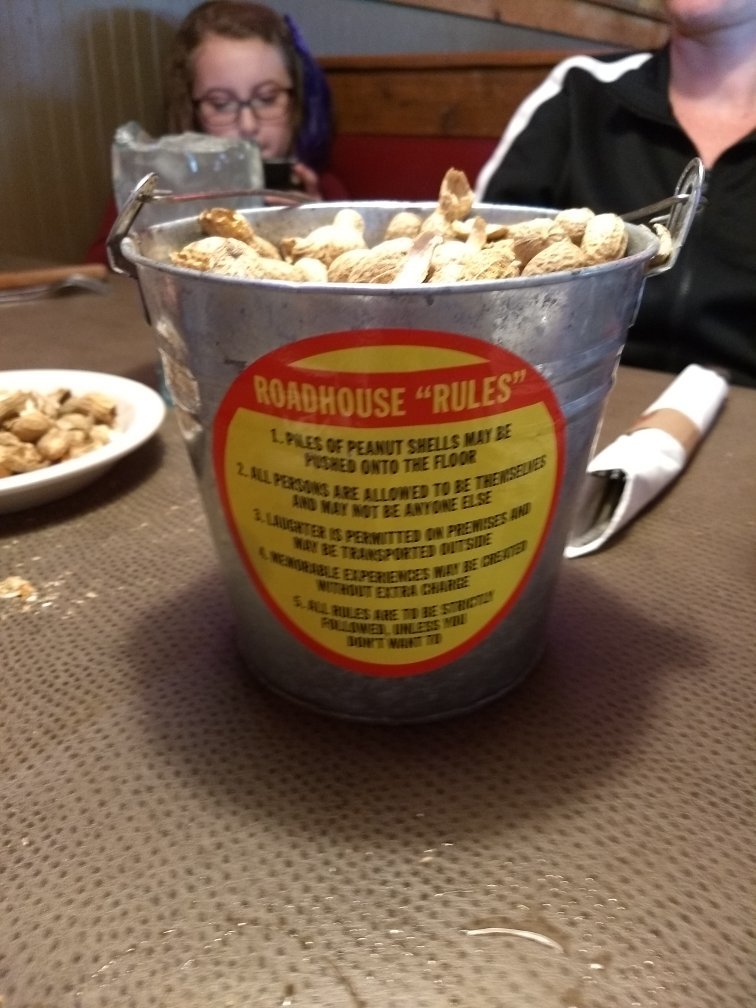 ROADHOUSE "RULES"
1. PILES OF PEANUT SHELLS MAY BE
PUSHED ONTO THE FLOOR
2. ALL PERSONS ARE ALLOWED TO BE THEMSELVES
AND MAY NOT BE ANYONE ELSE
3. LAUGHTER IS PERMITTED ON PREMISES AND
MAY BE TRANSPORTED OUTSIDE
4. MEMORABLE EXPERIENCES MAY BE CREATED
WITHOUT EXTRA CHARGE
5. ALL RULES ARE TO BE STRICTLY
FOLLOWED, UNLESS YOU
DON'T WANT TO